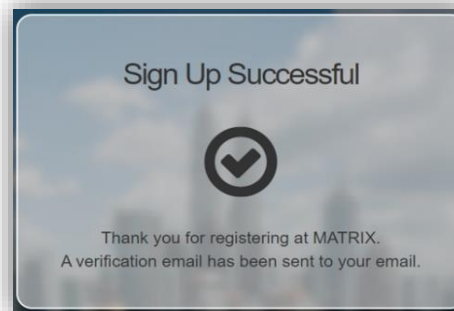 Sign Up Successful
Thank you for registering at MATRIX.
A verification email has been sent to your email.